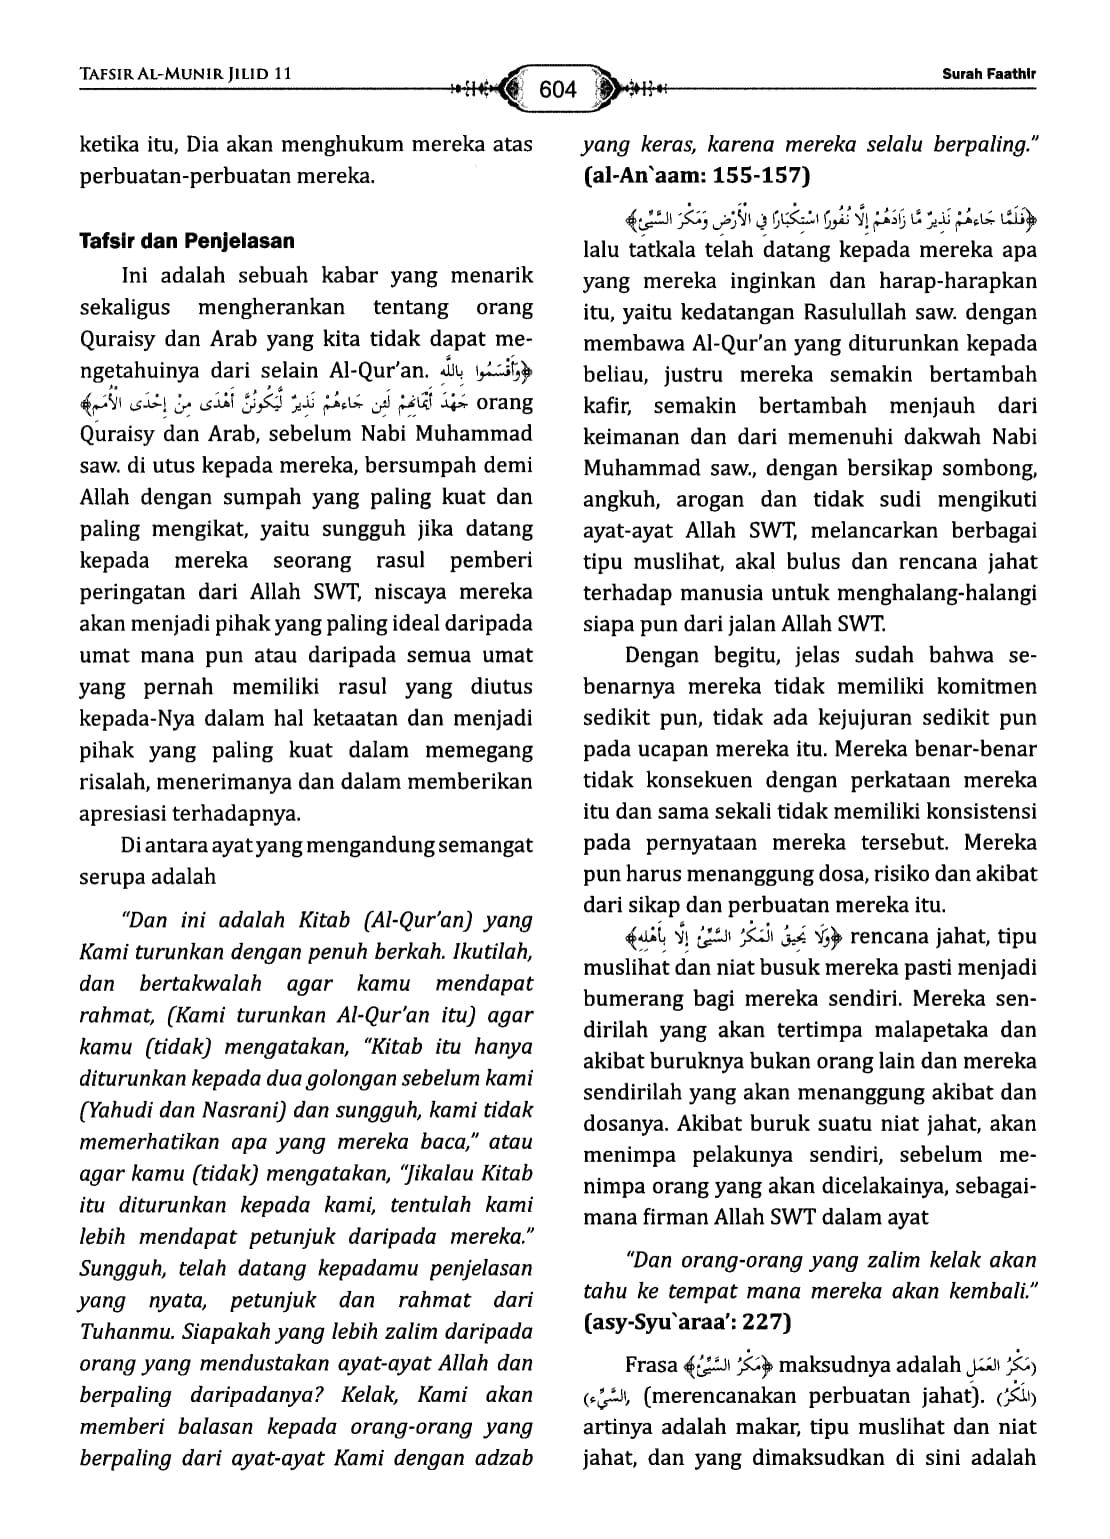 TAFSIR AL-MUNIR JILID 11
604
Surah Faathir
ketika itu, Dia akan menghukum mereka atas
perbuatan-perbuatan mereka.
Tafsir dan Penjelasan
Ini adalah sebuah kabar yang menarik
sekaligus mengherankan tentang orang
Quraisy dan Arab yang kita tidak dapat me-
ngetahuinya dari selain Al-Qur’an. ﴿وَأَقْسَمُوا بِاللَّهِ
جَهْدَ أَيْمَانِهِمْ لَئِن جَاءهُمْ نَذِيرٌ لَّيَكُونُنَّ أَهْدَى مِنْ إِحْدَى الْأُمَمِ﴾ orang
Quraisy dan Arab, sebelum Nabi Muhammad
saw. di utus kepada mereka, bersumpah demi
Allah dengan sumpah yang paling kuat dan
paling mengikat, yaitu sungguh jika datang
kepada mereka seorang rasul pemberi
peringatan dari Allah SWT, niscaya mereka
akan menjadi pihak yang paling ideal daripada
umat mana pun atau daripada semua umat
yang pernah memiliki rasul yang diutus
kepada-Nya dalam hal ketaatan dan menjadi
pihak yang paling kuat dalam memegang
risalah, menerimanya dan dalam memberikan
apresiasi terhadapnya.
Di antara ayat yang mengandung semangat
serupa adalah
“Dan ini adalah Kitab (Al-Qur’an) yang
Kami turunkan dengan penuh berkah. Ikutilah,
dan bertakwalah agar kamu mendapat
rahmat, (Kami turunkan Al-Qur’an itu) agar
kamu (tidak) mengatakan, “Kitab itu hanya
diturunkan kepada dua golongan sebelum kami
(Yahudi dan Nasrani) dan sungguh, kami tidak
memerhatikan apa yang mereka baca,” atau
agar kamu (tidak) mengatakan, “Jikalau Kitab
itu diturunkan kepada kami, tentulah kami
lebih mendapat petunjuk daripada mereka.”
Sungguh, telah datang kepadamu penjelasan
yang nyata, petunjuk dan rahmat dari
Tuhanmu. Siapakah yang lebih zalim daripada
orang yang mendustakan ayat-ayat Allah dan
berpaling daripadanya? Kelak, Kami akan
memberi balasan kepada orang-orang yang
berpaling dari ayat-ayat Kami dengan adzab
yang keras, karena mereka selalu berpaling.”
(al-An`aam: 155-157)
﴿فَلَمَّا جَاءهُمْ نَذِيرٌ مَّا زَادَهُمْ إِلَّا نُفُورًا اسْتِكْبَارًا فِي الْأَرْضِ وَمَكْرَ السَّيِّئِ﴾
lalu tatkala telah datang kepada mereka apa
yang mereka inginkan dan harap-harapkan
itu, yaitu kedatangan Rasulullah saw. dengan
membawa Al-Qur’an yang diturunkan kepada
beliau, justru mereka semakin bertambah
kafir, semakin bertambah menjauh dari
keimanan dan dari memenuhi dakwah Nabi
Muhammad saw., dengan bersikap sombong,
angkuh, arogan dan tidak sudi mengikuti
ayat-ayat Allah SWT, melancarkan berbagai
tipu muslihat, akal bulus dan rencana jahat
terhadap manusia untuk menghalang-halangi
siapa pun dari jalan Allah SWT.
Dengan begitu, jelas sudah bahwa se-
benarnya mereka tidak memiliki komitmen
sedikit pun, tidak ada kejujuran sedikit pun
pada ucapan mereka itu. Mereka benar-benar
tidak konsekuen dengan perkataan mereka
itu dan sama sekali tidak memiliki konsistensi
pada pernyataan mereka tersebut. Mereka
pun harus menanggung dosa, risiko dan akibat
dari sikap dan perbuatan mereka itu.
﴿وَلَا يَحِيقُ الْمَكْرُ السَّيِّئُ إِلَّا بِأَهْلِهِ﴾ rencana jahat, tipu
muslihat dan niat busuk mereka pasti menjadi
bumerang bagi mereka sendiri. Mereka sen-
dirilah yang akan tertimpa malapetaka dan
akibat buruknya bukan orang lain dan mereka
sendirilah yang akan menanggung akibat dan
dosanya. Akibat buruk suatu niat jahat, akan
menimpa pelakunya sendiri, sebelum me-
nimpa orang yang akan dicelakainya, sebagai-
mana firman Allah SWT dalam ayat
“Dan orang-orang yang zalim kelak akan
tahu ke tempat mana mereka akan kembali.”
(asy-Syu`araa’: 227)
Frasa ﴿مَكْرُ السَّيِّئُ﴾ maksudnya adalah (مَكْرُ الْعَمَلِ
السَّيِّءِ), (merencanakan perbuatan jahat). (الْمَكْرُ)
artinya adalah makar, tipu muslihat dan niat
jahat, dan yang dimaksudkan di sini adalah